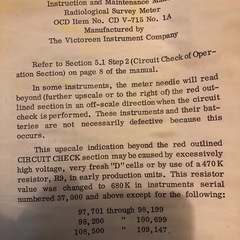 Instruction and Maintenance Man
Radiological Survey Meter
OCD Item No. CD V-715 No. 1A
Manufactured by
The Victoreen Instrument Company
Refer to Section 5.1 Step 2 (Circuit Check of Oper-
ation Section) on page 8 of the manual.
In some instruments, the meter needle will read
beyond (further upscale or to the right of) the red out-
lined section in an off-scale direction when the circuit
check is performed. These instruments and their bat-
teries are not necessarily defective because this
occurs.
This upscale indication beyond the red outlined
CIRCUIT CHECK section may be caused by excessively
high voltage, very fresh "D" cells or by use of a 470 K
resistor, R9, in early production units. This resistor
value was changed to 680 K in instruments serial
numbered 37,000 and above except for the following:
97,701 through 98,199
98,200 " 100,699
108,500 " 109,147.